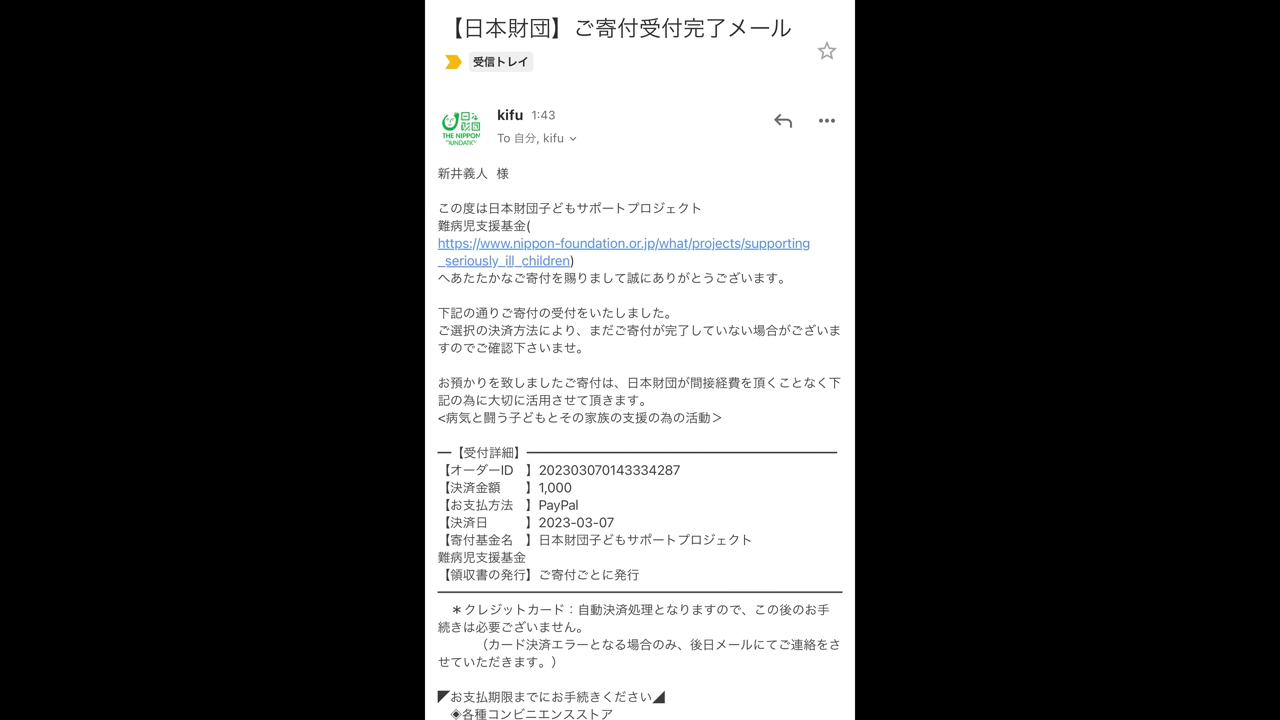 【日本財団】ご寄付受付完了メール
受信トレイ
kifu 1:43
THE NIPPON
To 自分, kifu
新井義人 様
この度は日本財団子どもサポートプロジェクト
難病児支援基金(
https://www.nippon-foundation.or.jp/what/projects/supporting
_seriously_ill_children)
へあたたかなご寄付を賜りまして誠にありがとうございます。
下記の通りご寄付の受付をいたしました。
ご選択の決済方法により、まだご寄付が完了していない場合がございま
すのでご確認下さいませ。
お預かりを致しましたご寄付は、日本財団が間接経費を頂くことなく下
記の為に大切に活用させて頂きます。
<病気と闘う子どもとその家族の支援の為の活動＞
━【受付詳細】━━━━━━━━━━━━━━━━━━━━━━
【オーダーID 】202303070143334287
【決済金額 】1,000
【お支払方法 】PayPal
【決済日 】2023-03-07
【寄付基金名 】日本財団子どもサポートプロジェクト
難病児支援基金
【領収書の発行】ご寄付ごとに発行
＊クレジットカード：自動決済処理となりますので、この後のお手
続きは必要ございません。
（カード決済エラーとなる場合のみ、後日メールにてご連絡をさ
せていただきます。）
◤お支払期限までにお手続きください◢
◈各種コンビニエンスストア